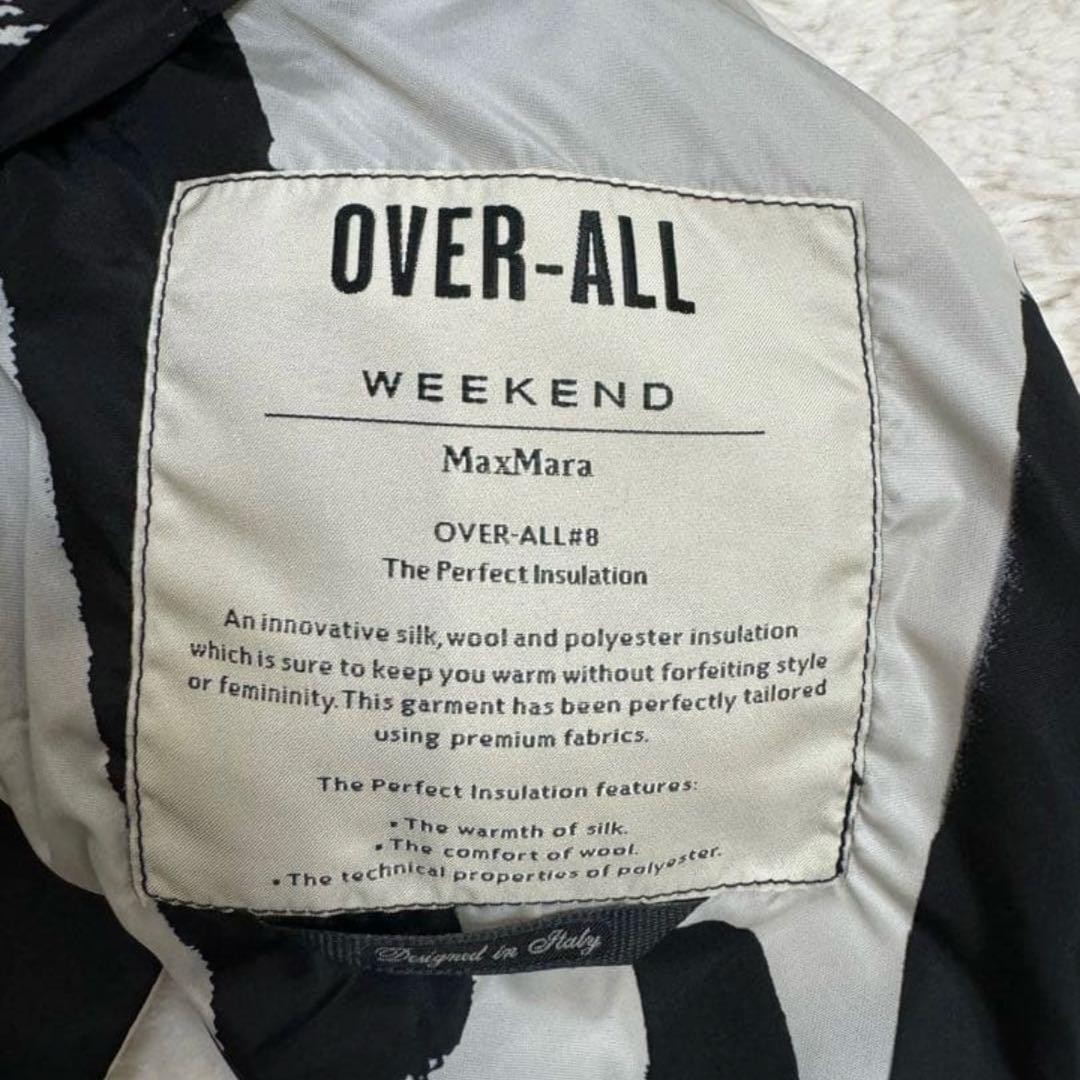 OVER-ALL
WEEKEND
MaxMara
OVER-ALL#8
The Perfect Insulation
An innovative silk, wool and polyester insulation
which is sure to keep you warm without forfeiting style
or femininity. This garment has been perfectly tailored
using premium fabrics.
The Perfect Insulation features:
• The warmth of silk.
• The comfort of wool.
• The technical properties of polyester.
Designed in Italy